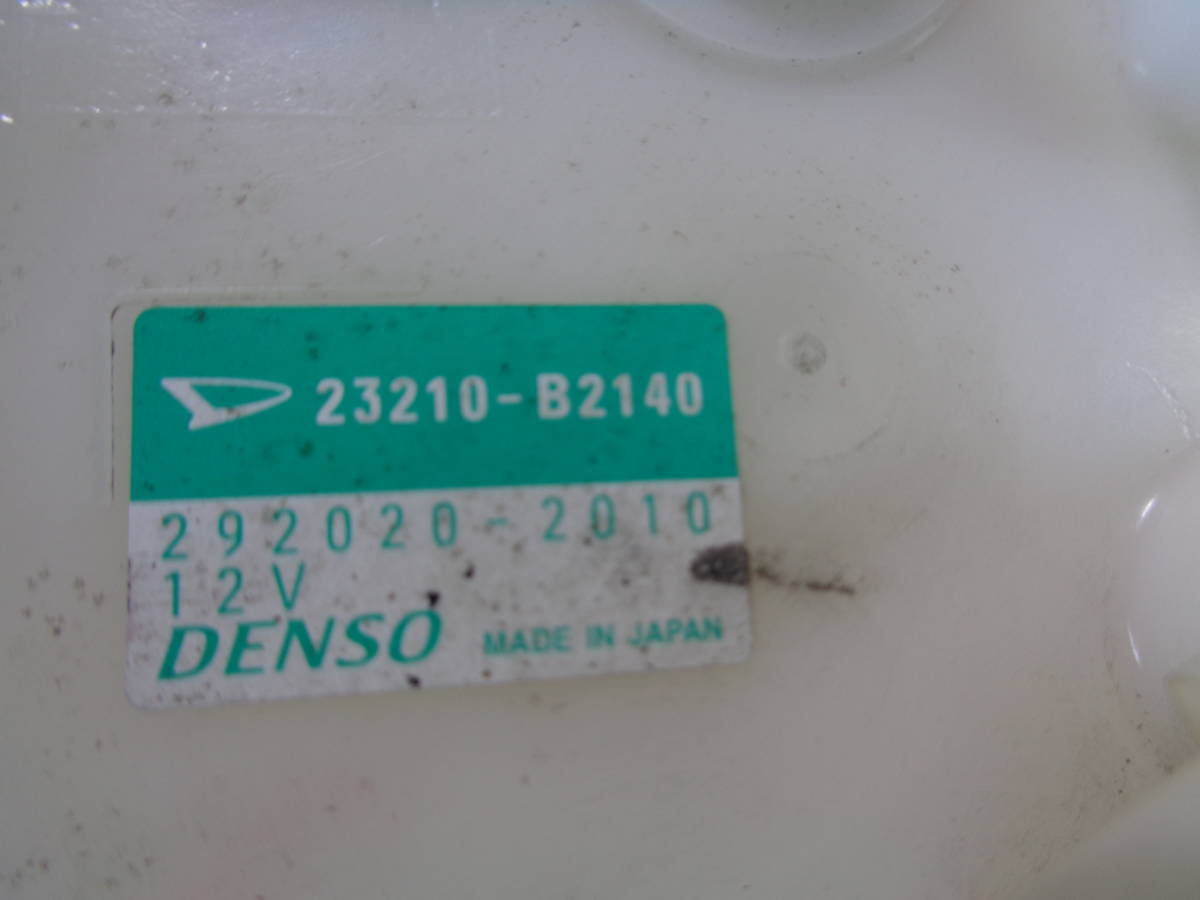 23210-B2140
292020-2010
12V
DENSO MADE IN JAPAN